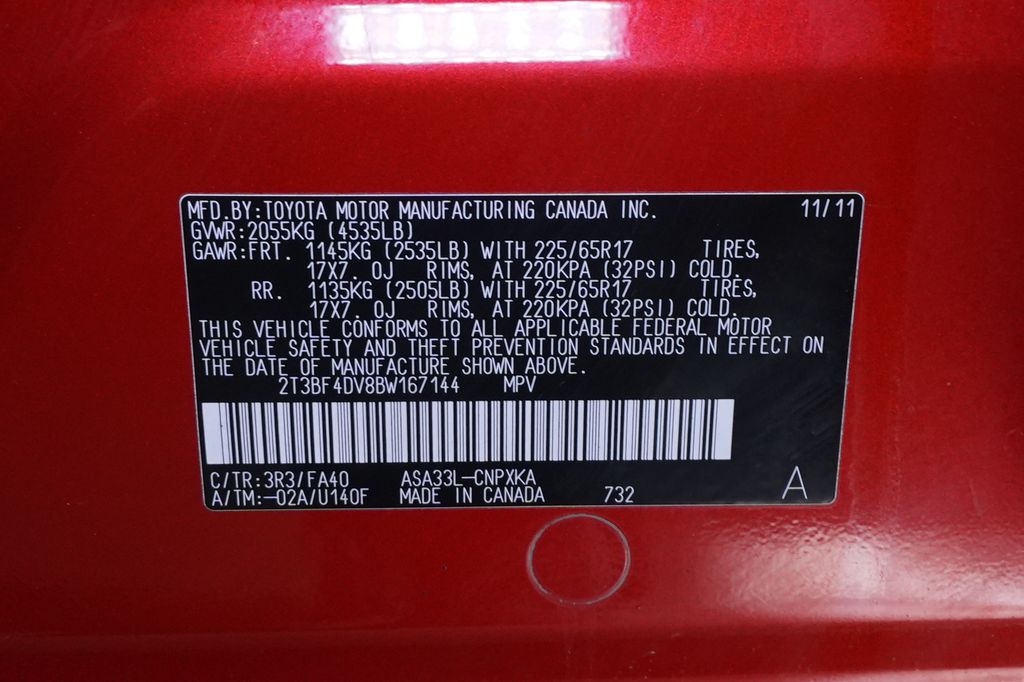 MFD.BY:TOYOTA MOTOR MANUFACTURING CANADA INC. 11/11
GVWR:2055KG (4535LB)
GAWR:FRT. 1145KG (2535LB) WITH 225/65R17 TIRES,
17X7. 0J RIMS, AT 220KPA (32PSI) COLD.
RR. 1135KG (2505LB) WITH 225/65R17 TIRES,
17X7. 0J RIMS, AT 220KPA (32PSI) COLD.
THIS VEHICLE CONFORMS TO ALL APPLICABLE FEDERAL MOTOR
VEHICLE SAFETY AND THEFT PREVENTION STANDARDS IN EFFECT ON
THE DATE OF MANUFACTURE SHOWN ABOVE.
2T3BF4DV8BW167144 MPV
C/TR:3R3/FA40 ASA33L-CNPXKA
A/TM:-02A/U140F MADE IN CANADA 732 A